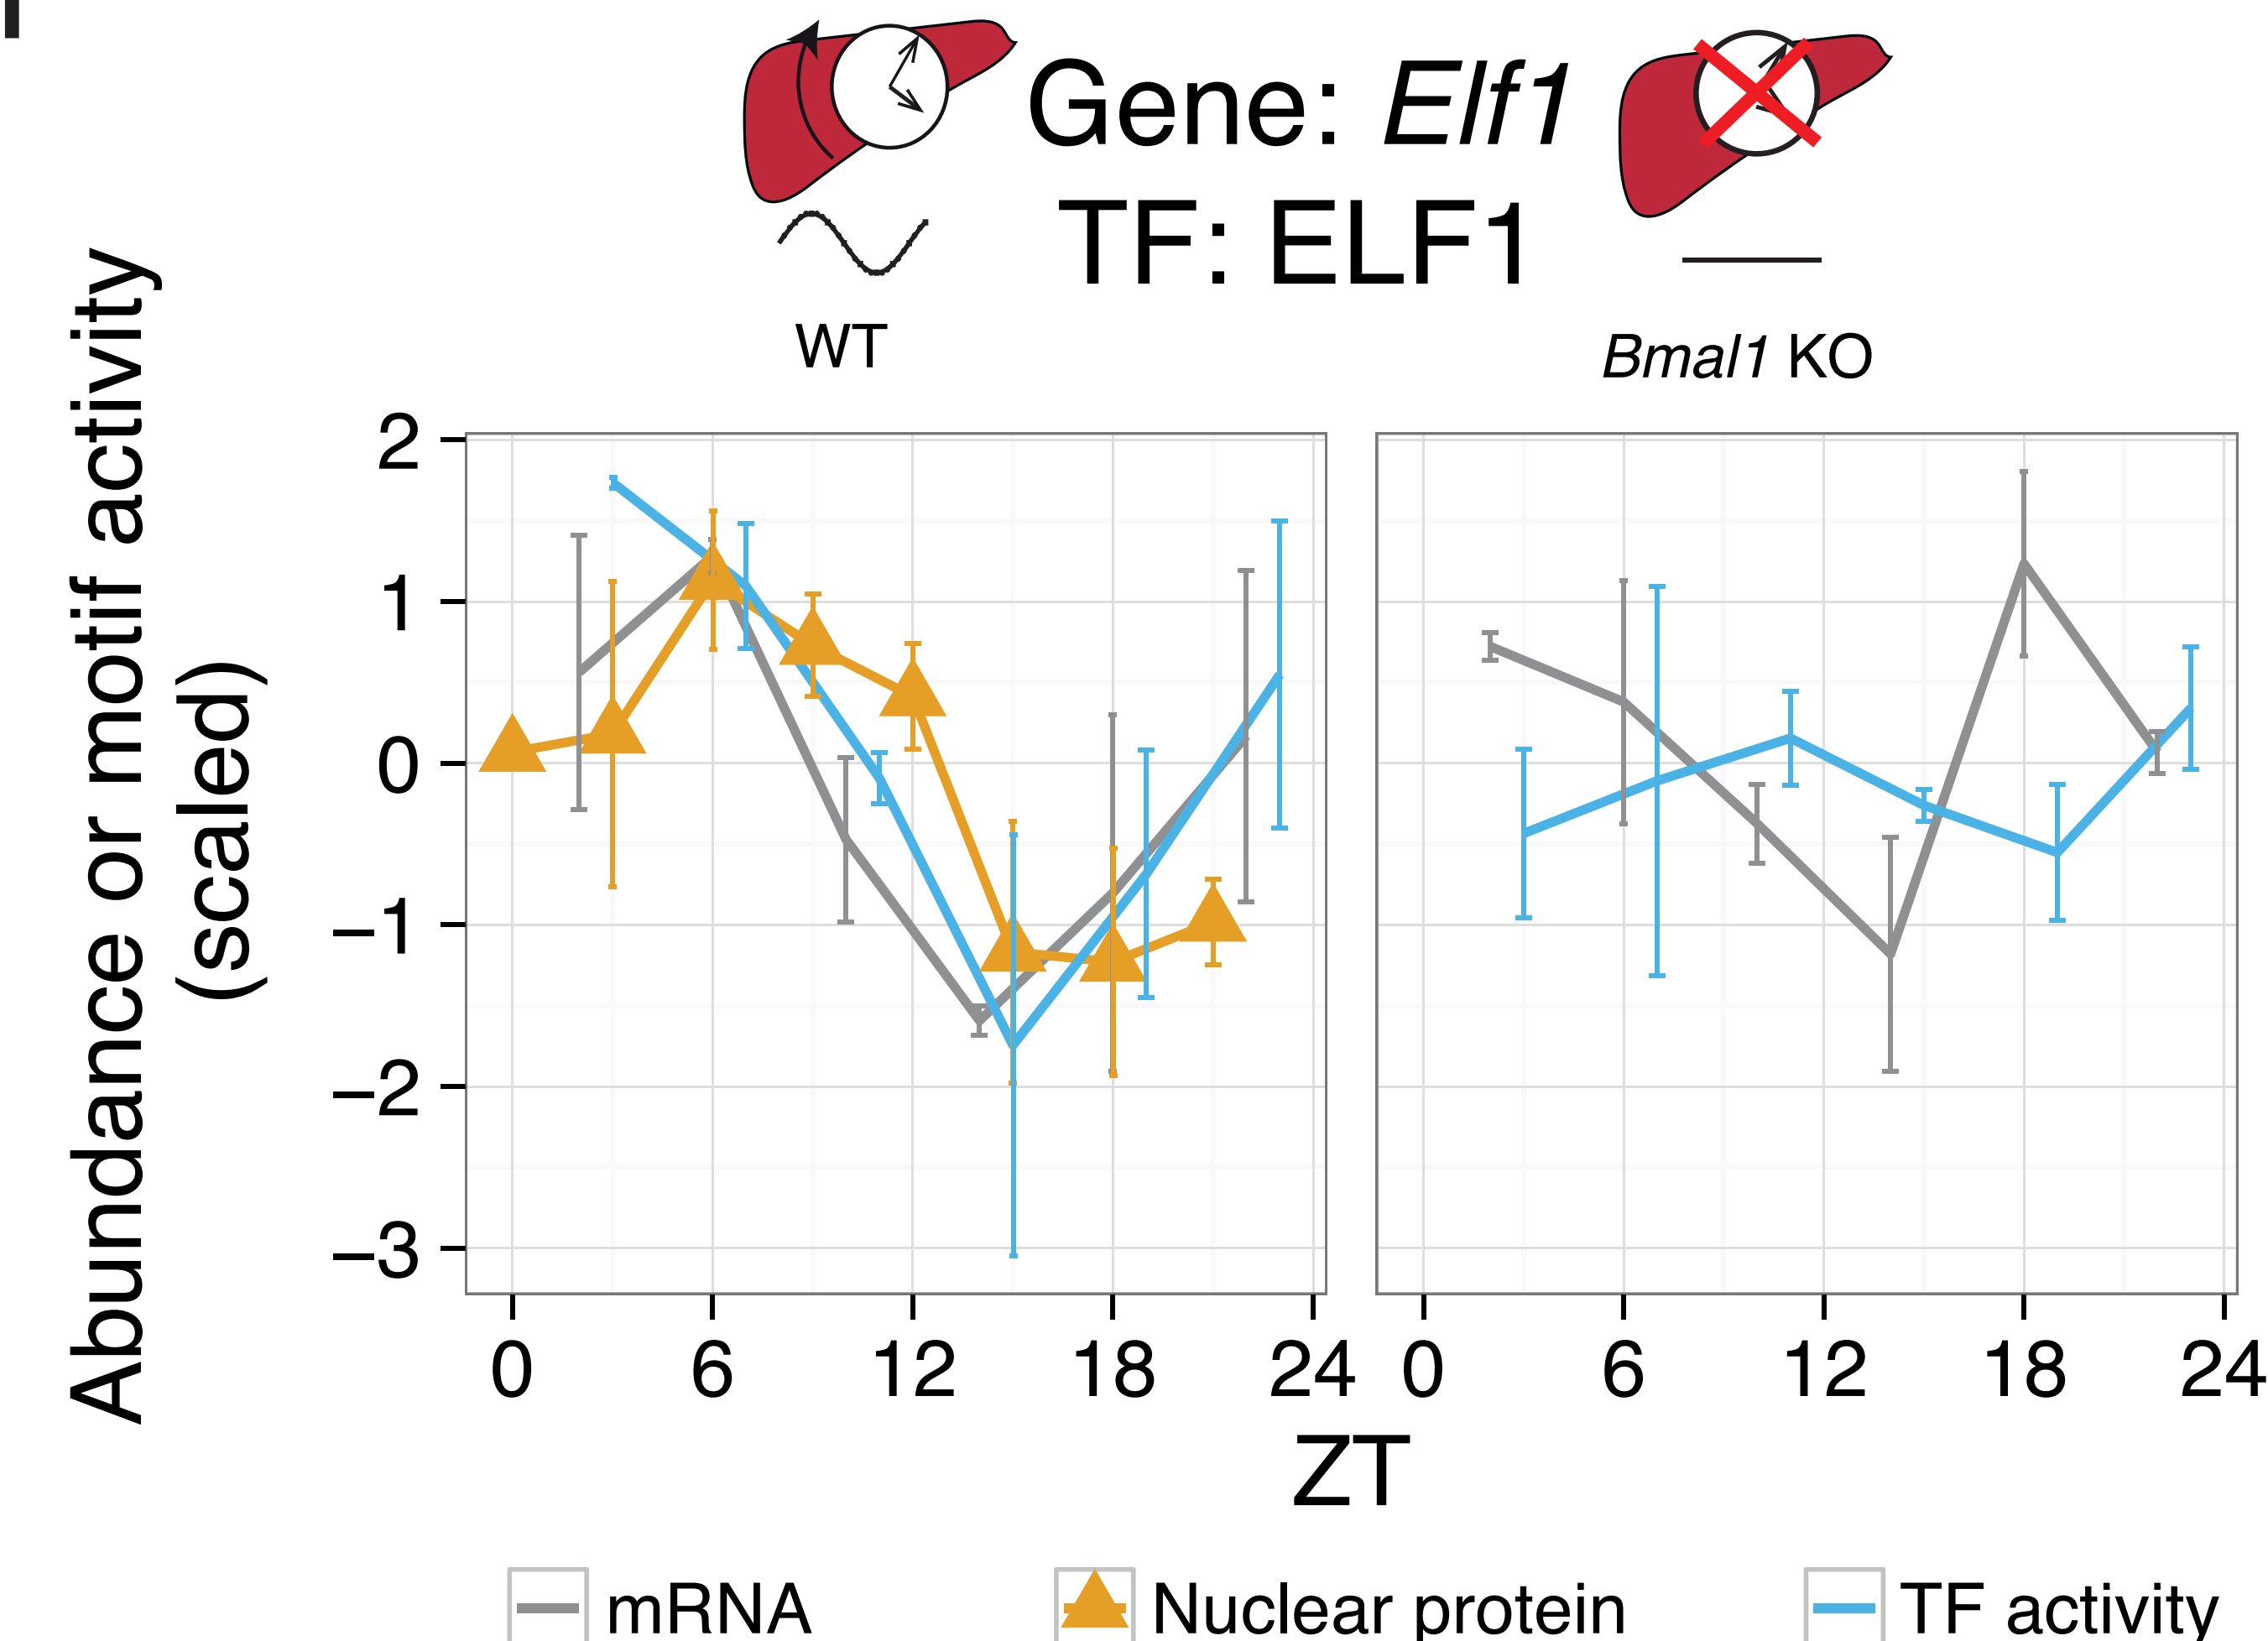 Gene: Elf1
TF: ELF1
WT
Bmal1 KO
Abundance or motif activity
(scaled)
2
1
0
−1
−2
−3
0 6 12 18 24 0 6 12 18 24
ZT
mRNA Nuclear protein TF activity